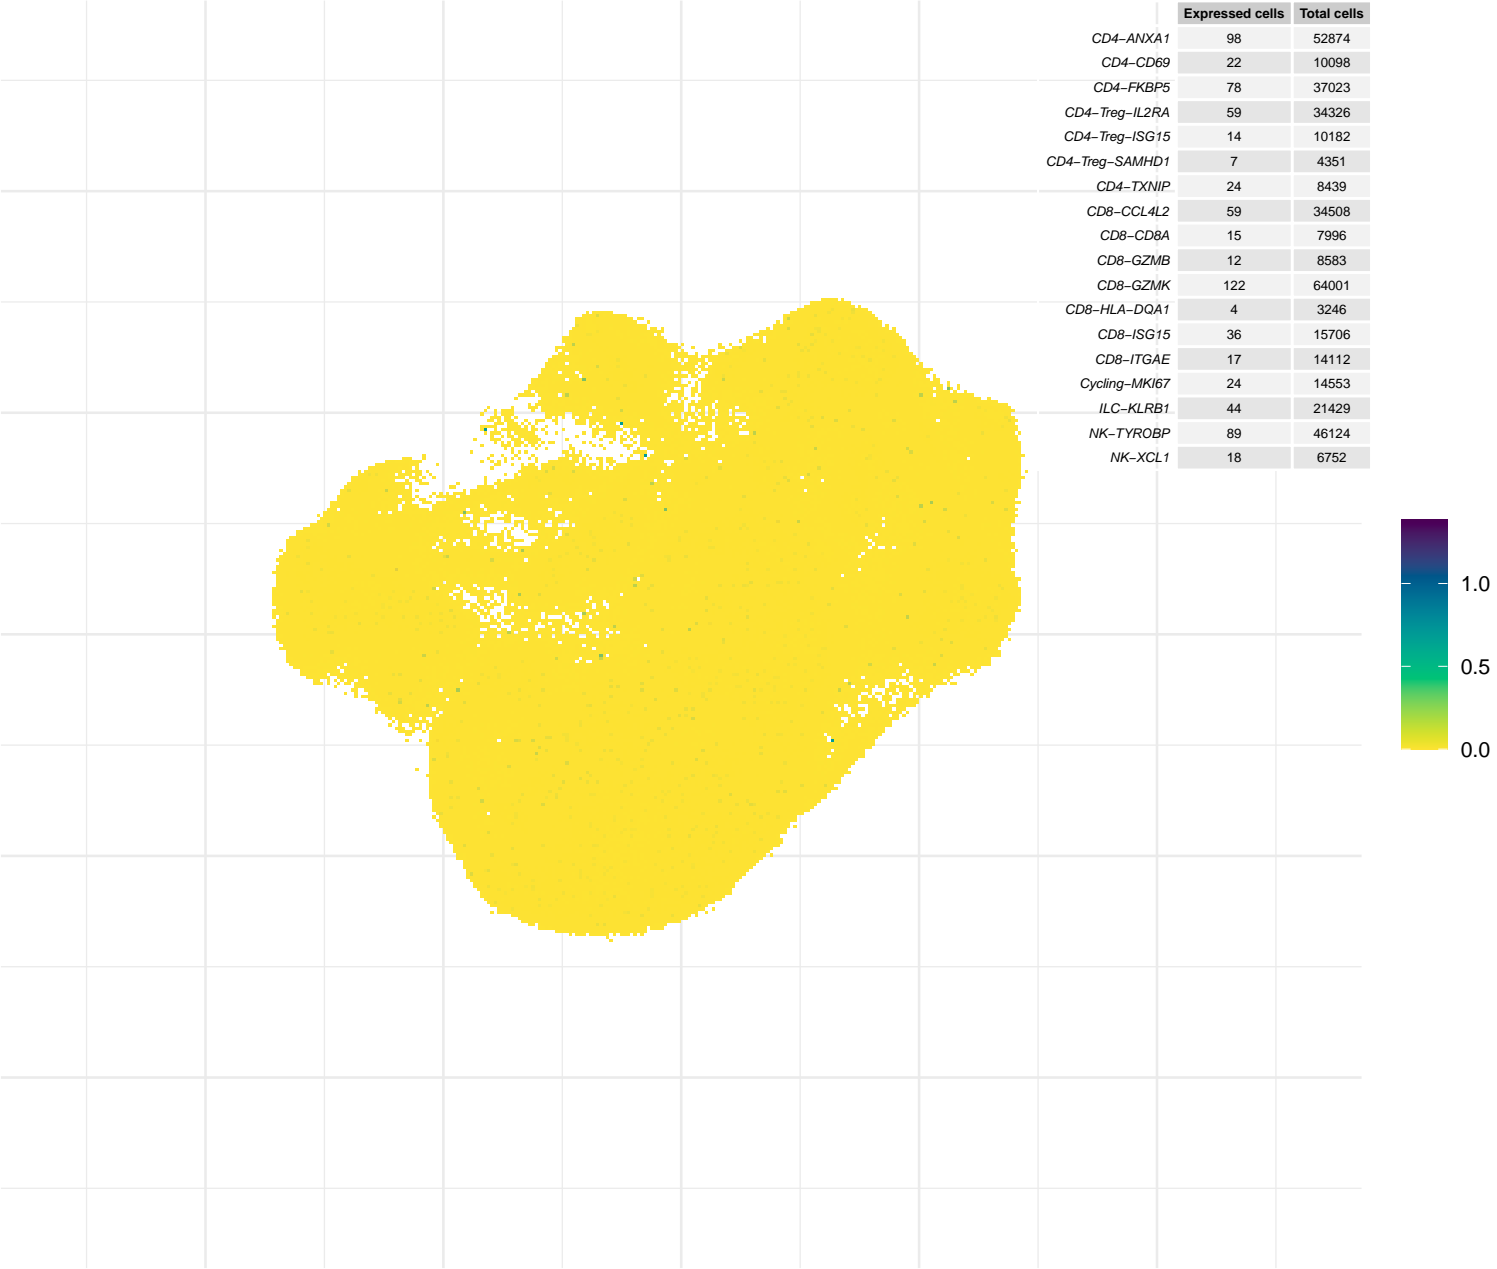 Expressed cells Total cells
CD4−ANXA1 98 52874
CD4−CD69 22 10098
CD4−FKBP5 78 37023
CD4−Treg−IL2RA 59 34326
CD4−Treg−ISG15 14 10182
CD4−Treg−SAMHD1 7 4351
CD4−TXNIP 24 8439
CD8−CCL4L2 59 34508
CD8−CD8A 15 7996
CD8−GZMB 12 8583
CD8−GZMK 122 64001
CD8−HLA−DQA1 4 3246
CD8−ISG15 36 15706
CD8−ITGAE 17 14112
Cycling−MKI67 24 14553
ILC−KLRB1 44 21429
NK−TYROBP 89 46124
NK−XCL1 18 6752
1.0
0.5
0.0